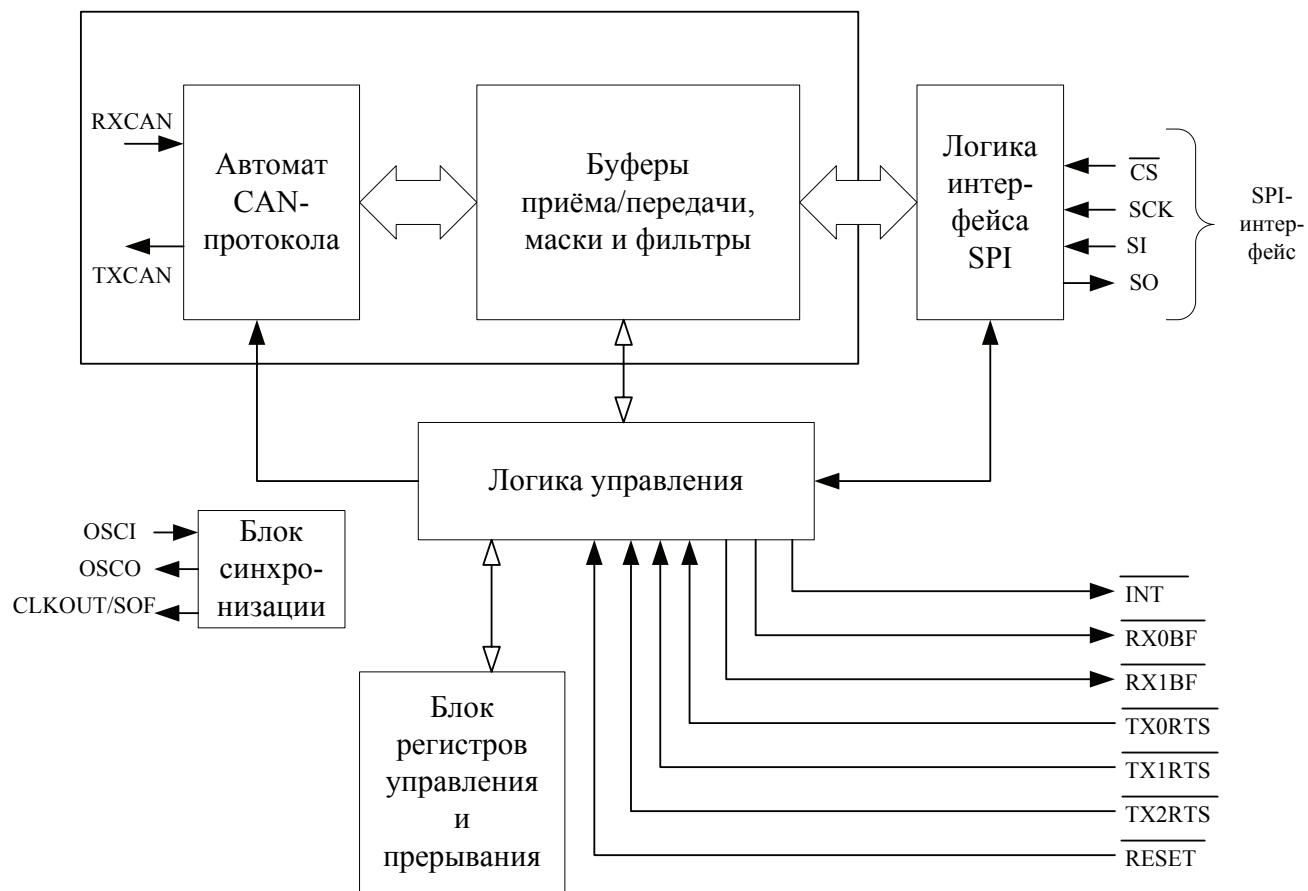 RXCAN
TXCAN
Автомат
CAN-
протокола
Буферы
приёма/передачи,
маски и фильтры
Логика
интер-
фейса
SPI
CS
SCK
SI
SO
SPI-
интер-
фейс
Логика управления
OSCI
OSCO
CLKOUT/SOF
Блок
синхро-
низации
Блок
регистров
управления
и
прерывания
INT
RX0BF
RX1BF
TX0RTS
TX1RTS
TX2RTS
RESET